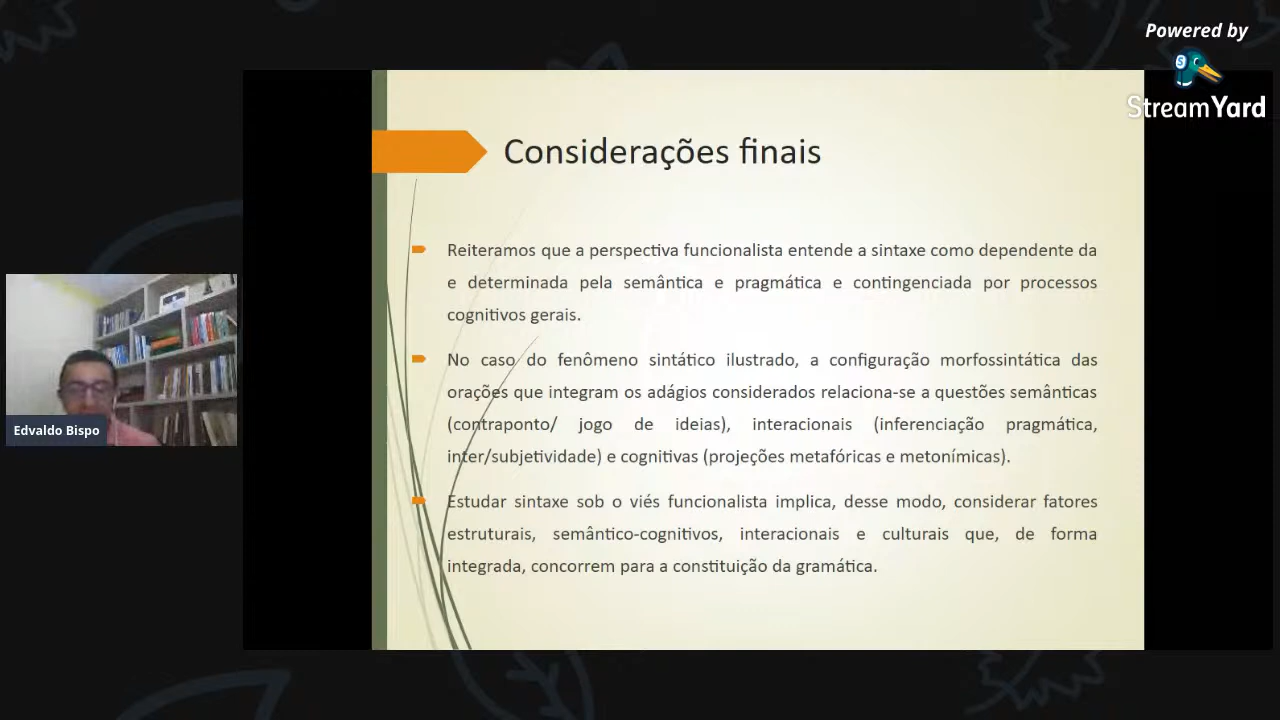 Powered by
StreamYard
Considerações finais
Reiteramos que a perspectiva funcionalista entende a sintaxe como dependente da
e determinada pela semântica e pragmática e contingenciada por processos
cognitivos gerais.
No caso do fenômeno sintático ilustrado, a configuração morfossintática das
orações que integram os adágios considerados relaciona-se a questões semânticas
(contraponto/ jogo de ideias), interacionais (inferenciação pragmática,
inter/subjetividade) e cognitivas (projeções metafóricas e metonímicas).
Estudar sintaxe sob o viés funcionalista implica, desse modo, considerar fatores
estruturais, semântico-cognitivos, interacionais e culturais que, de forma
integrada, concorrem para a constituição da gramática.
Edvaldo Bispo